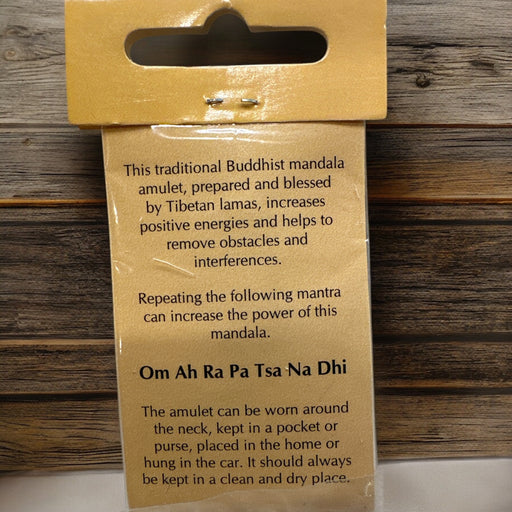 This traditional Buddhist mandala
amulet, prepared and blessed
by Tibetan lamas, increases
positive energies and helps to
remove obstacles and
interferences.
Repeating the following mantra
can increase the power of this
mandala.
Om Ah Ra Pa Tsa Na Dhi
The amulet can be worn around
the neck, kept in a pocket or
purse, placed in the home or
hung in the car. It should always
be kept in a clean and dry place.